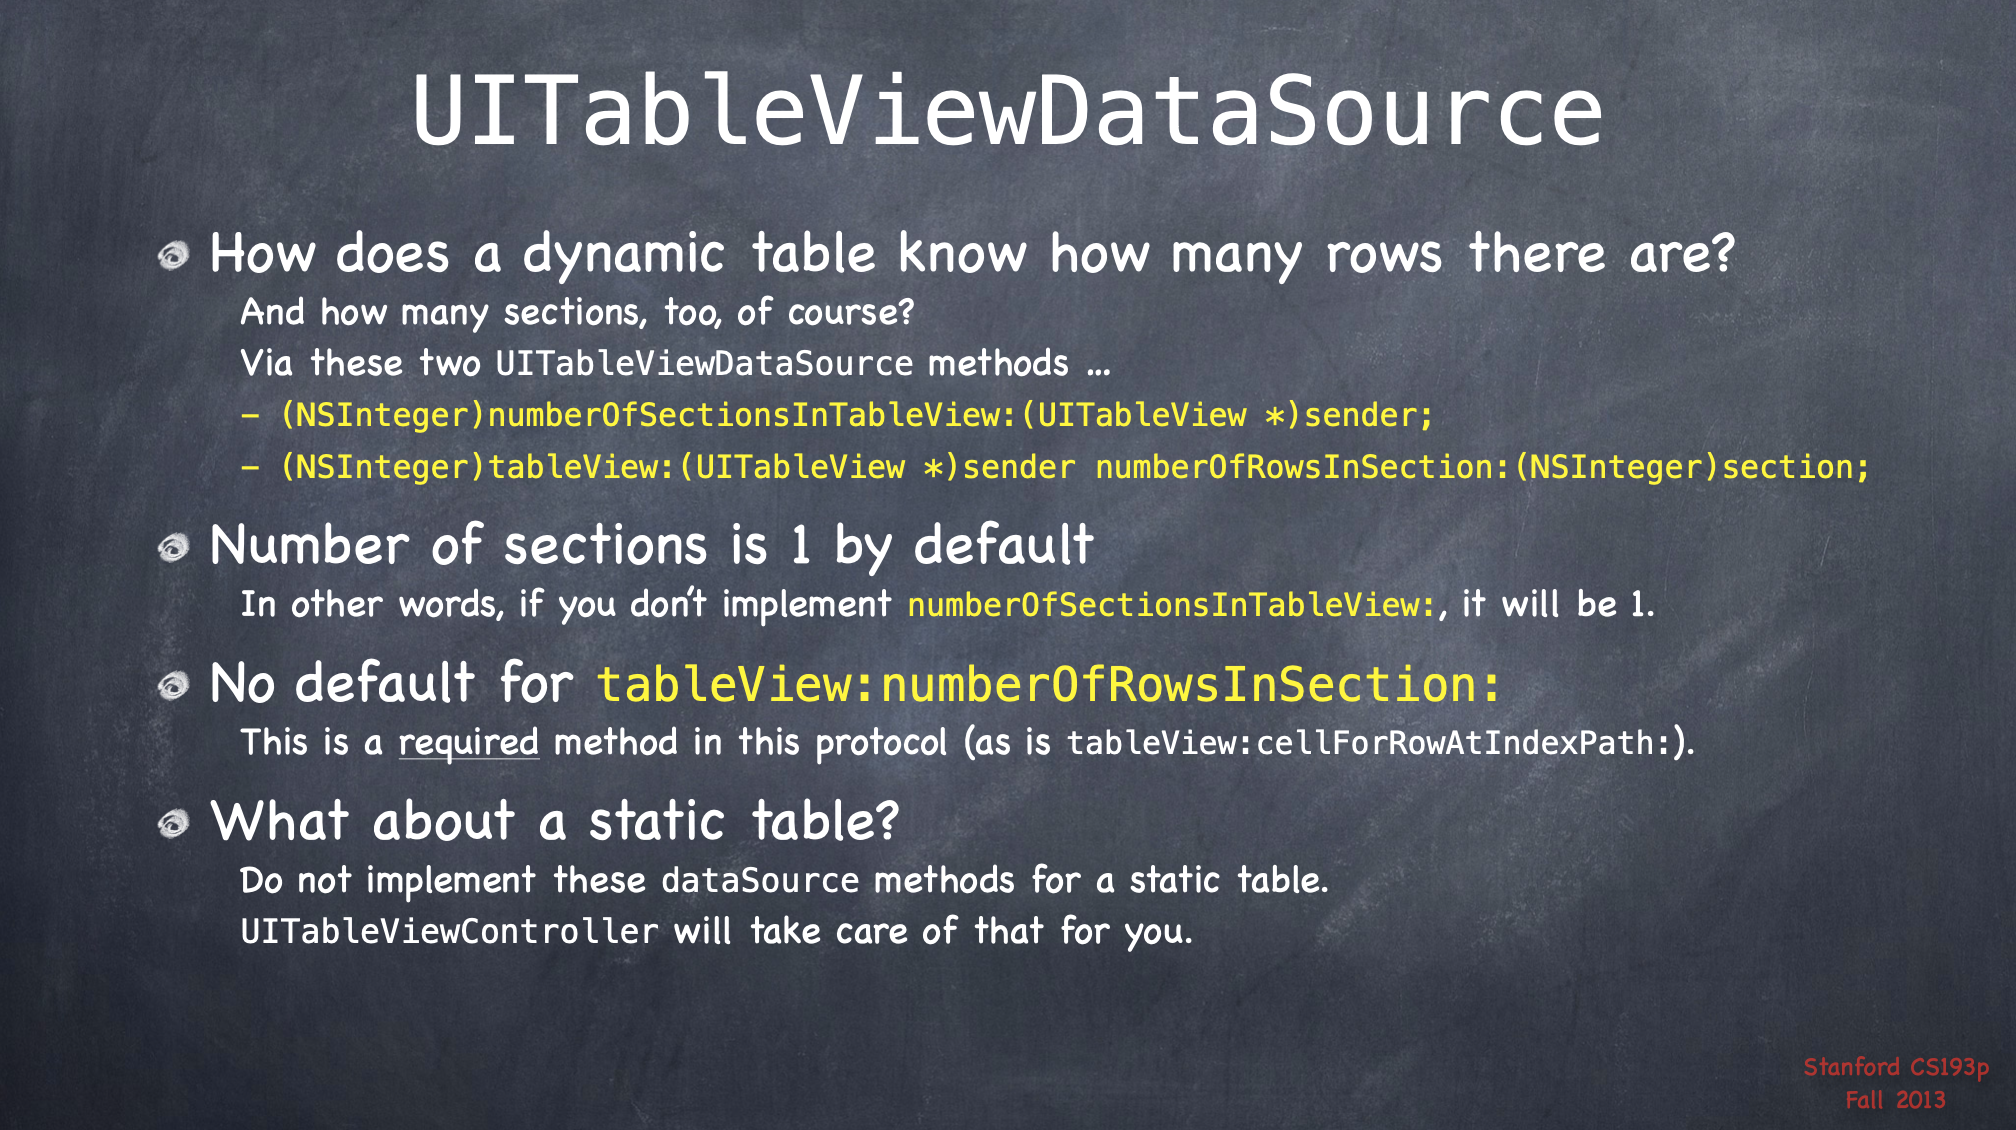 UITableViewDataSource
How does a dynamic table know how many rows there are?
And how many sections, too, of course?
Via these two UITableViewDataSource methods ...
- (NSInteger)numberOfSectionsInTableView:(UITableView *)sender;
- (NSInteger)tableView:(UITableView *)sender numberOfRowsInSection:(NSInteger)section;
Number of sections is 1 by default
In other words, if you don’t implement numberOfSectionsInTableView:, it will be 1.
No default for tableView:numberOfRowsInSection:
This is a required method in this protocol (as is tableView:cellForRowAtIndexPath:).
What about a static table?
Do not implement these dataSource methods for a static table.
UITableViewController will take care of that for you.
Stanford CS193p
Fall 2013